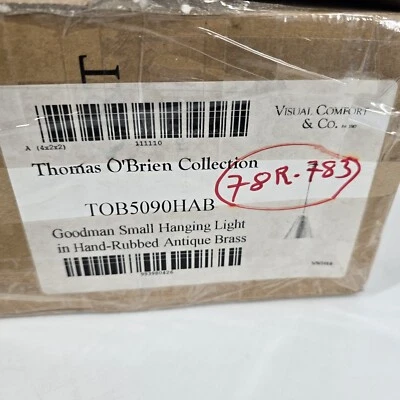 T
VISUAL COMFORT
& CO.
A (4x2x2)
111110
Thomas O'Brien Collection
78R-783
TOB5090HAB
Goodman Small Hanging Light
in Hand-Rubbed Antique Brass